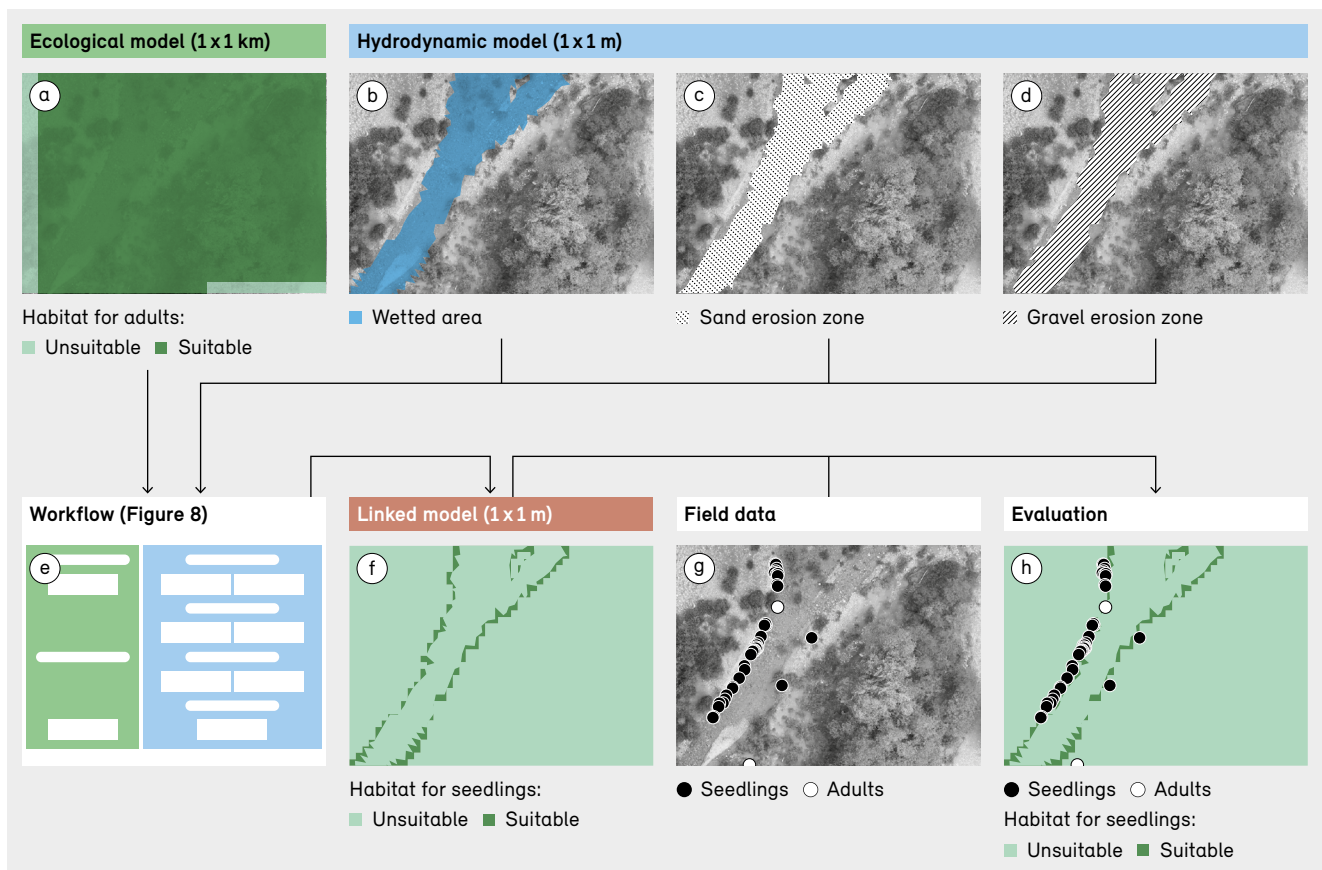 Ecological model (1 x 1 km)
Hydrodynamic model (1 x 1 m)
a
b
c
d
Habitat for adults:
Unsuitable Suitable
Wetted area
Sand erosion zone
Gravel erosion zone
Workflow (Figure 8)
Linked model (1 x 1 m)
Field data
Evaluation
e
f
g
h
Habitat for seedlings:
Unsuitable Suitable
Seedlings Adults
Seedlings Adults
Habitat for seedlings:
Unsuitable Suitable